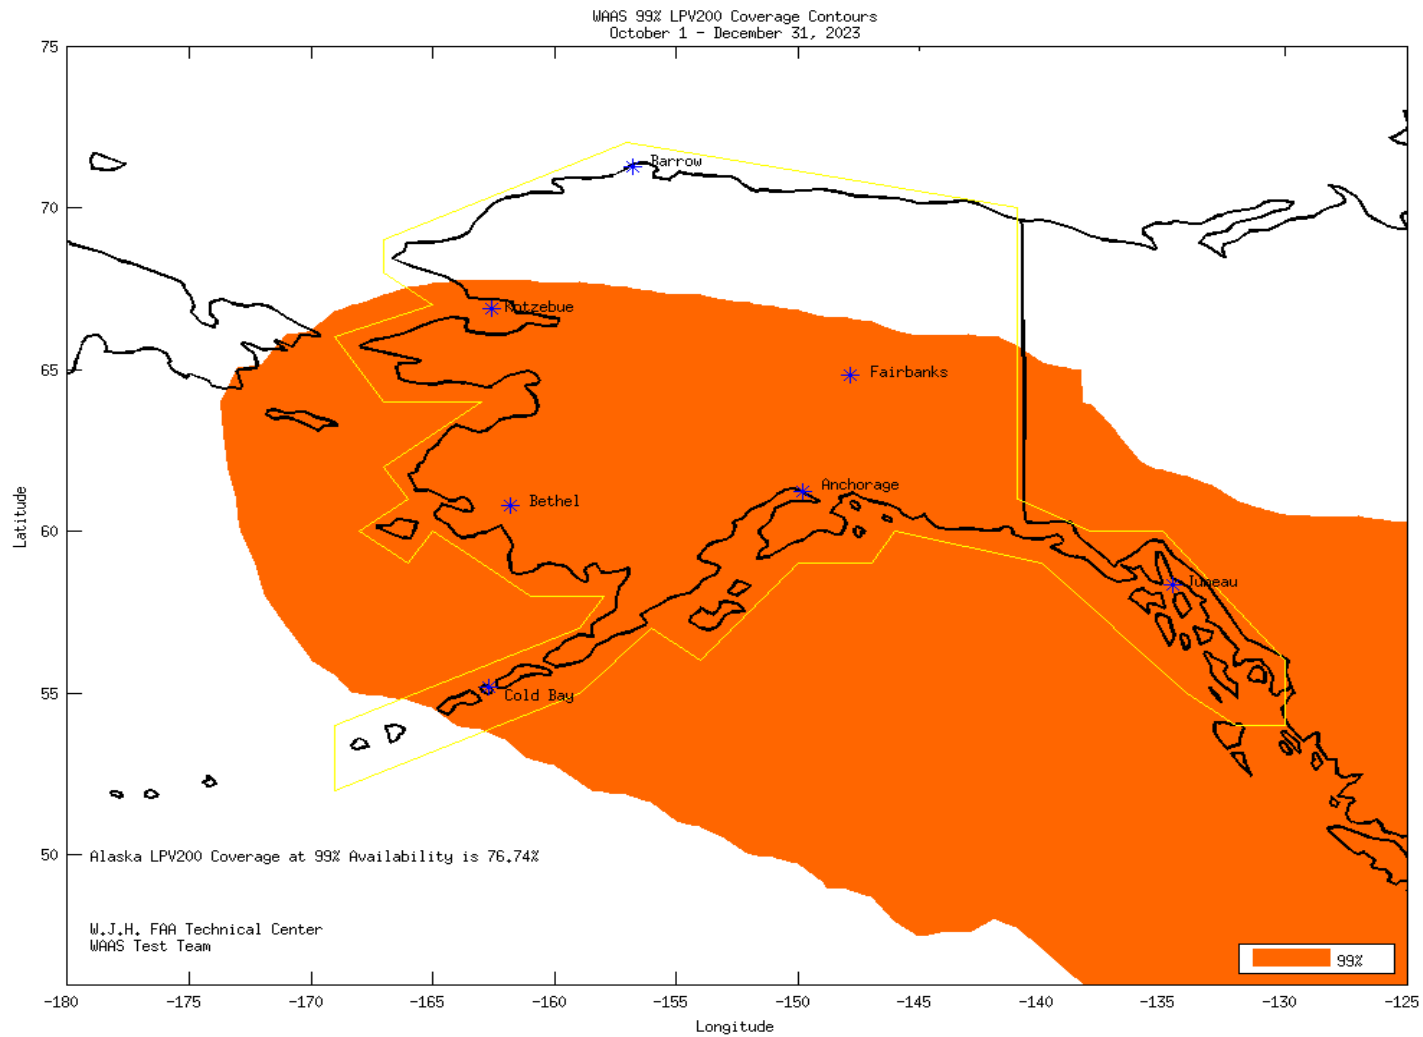 WAAS 99% LPV200 Coverage Contours
October 1 - December 31, 2023
75
70
65
60
55
50
Latitude
Barrow
Kotzebue
Fairbanks
Anchorage
Bethel
Juneau
Cold Bay
Alaska LPV200 Coverage at 99% Availability is 76.74%
W.J.H. FAA Technical Center
WAAS Test Team
99%
-180 -175 -170 -165 -160 -155 -150 -145 -140 -135 -130 -125
Longitude